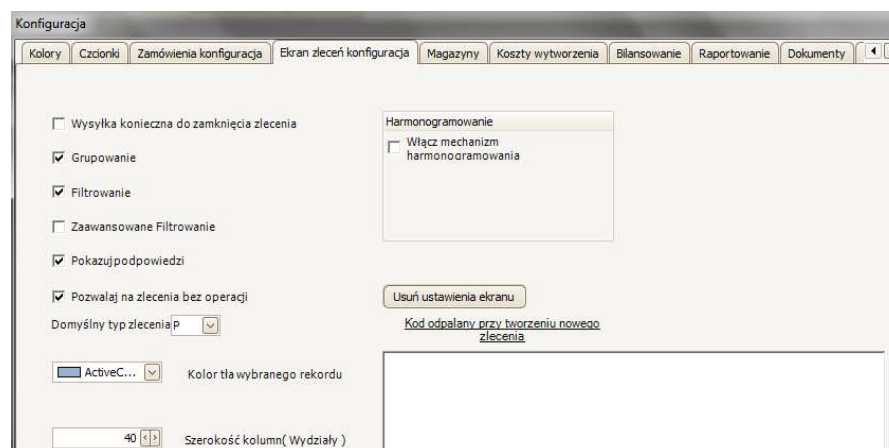 Konfiguracja
Kolory Czcionki Zamówienia konfiguracja Ekran zleceń konfiguracja Magazyny Koszty wytworzenia Bilansowanie Raportowanie Dokumenty
Wysyłka konieczna do zamknięcia zlecenia
Grupowanie
Filtrowanie
Zaawansowane Filtrowanie
Pokazuj podpowiedzi
Pozwalaj na zlecenia bez operacji
Domyślny typ zlecenia P
ActiveC... Kolor tła wybranego rekordu
40 Szerokość kolumn( Wydziały )
Harmonogramowanie
Włącz mechanizm
harmonogramowania
Usuń ustawienia ekranu
Kod odpalany przy tworzeniu nowego
zlecenia